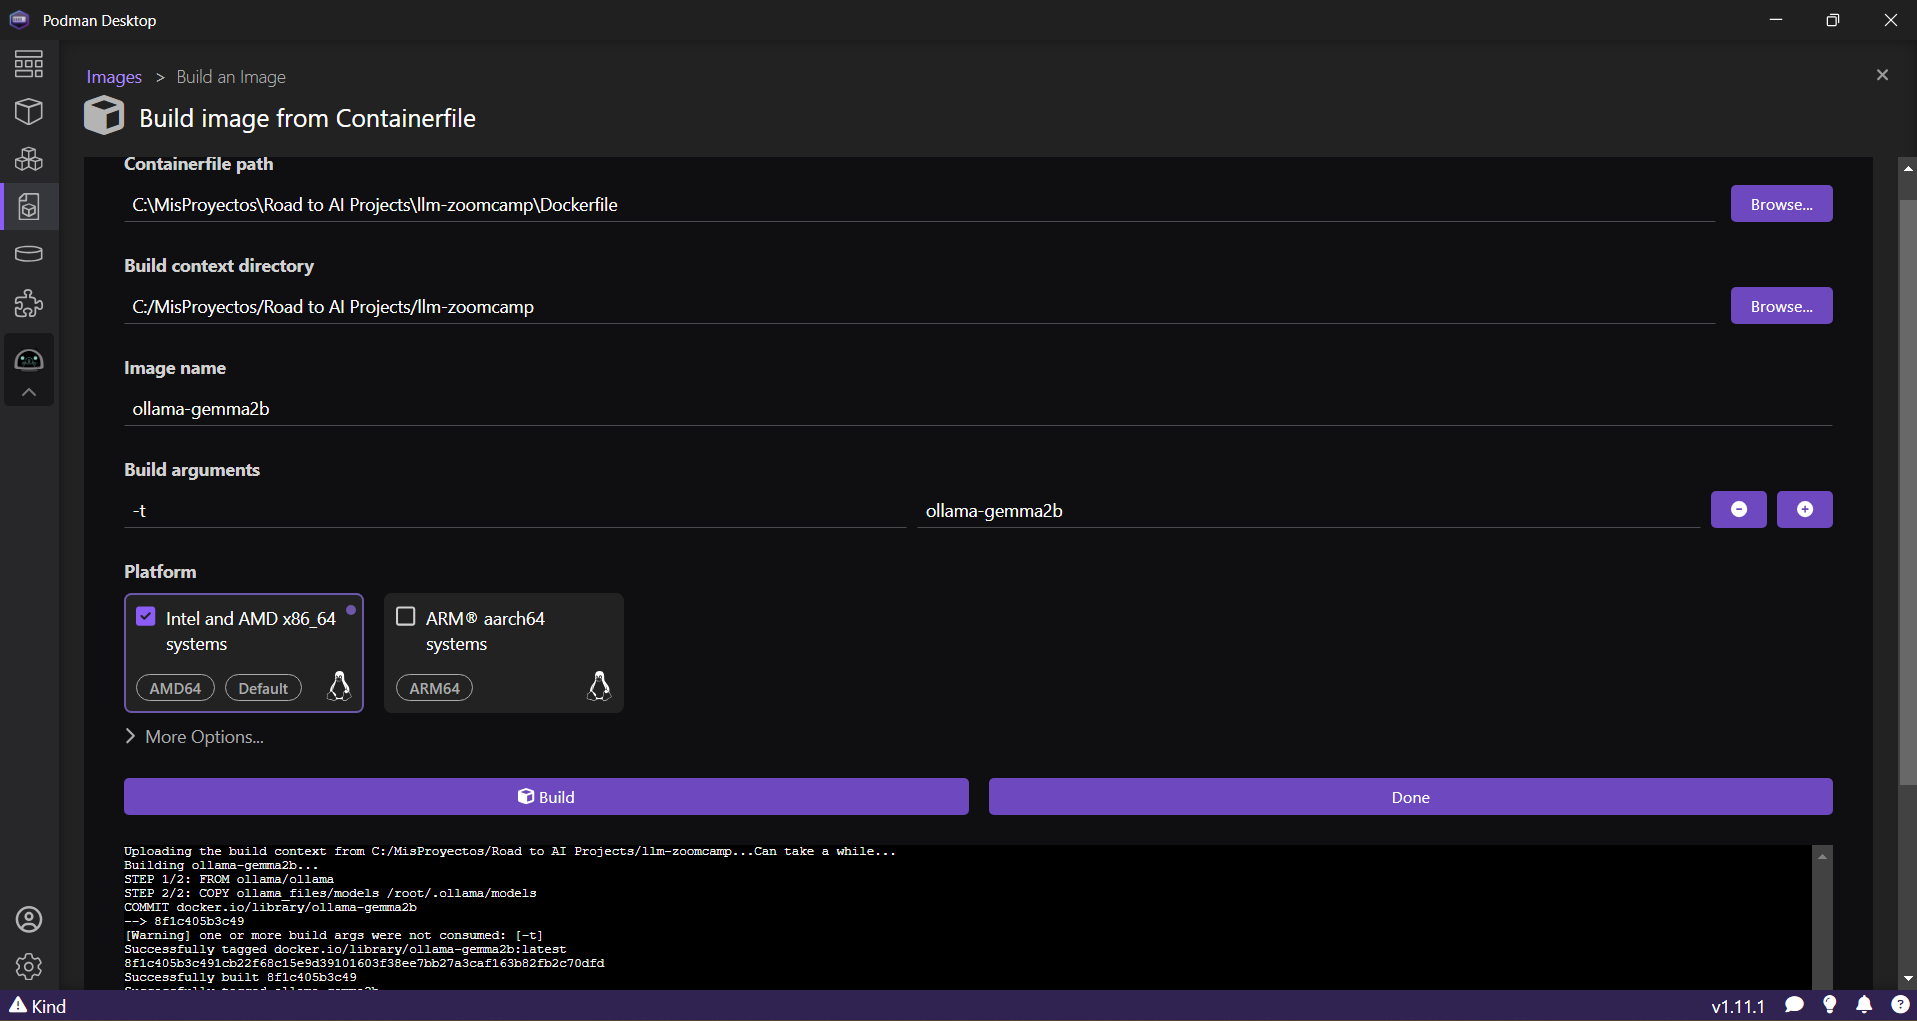 Podman Desktop
Images > Build an Image
Build image from Containerfile
Containerfile path
C:\MisProyectos\Road to AI Projects\llm-zoomcamp\Dockerfile
Browse...
Build context directory
C:/MisProyectos/Road to AI Projects/llm-zoomcamp
Browse...
Image name
ollama-gemma2b
Build arguments
-t
ollama-gemma2b
Platform
Intel and AMD x86_64
systems
AMD64
Default
ARM® aarch64
systems
ARM64
More Options...
Build
Done
Uploading the build context from C:/MisProyectos/Road to AI Projects/llm-zoomcamp...Can take a while...
Building ollama-gemma2b...
STEP 1/2: FROM ollama/ollama
STEP 2/2: COPY ollama_files/models /root/.ollama/models
COMMIT docker.io/library/ollama-gemma2b
--> 8f1c405b3c49
[Warning] one or more build args were not consumed: [-t]
Successfully tagged docker.io/library/ollama-gemma2b:latest
8f1c405b3c491cb22f68c15e9d39101603f38ee7bb27a3caf163b82fb2c70dfd
Successfully built 8f1c405b3c49
Successfully tagged ollama-gemma2b
Kind
v1.11.1